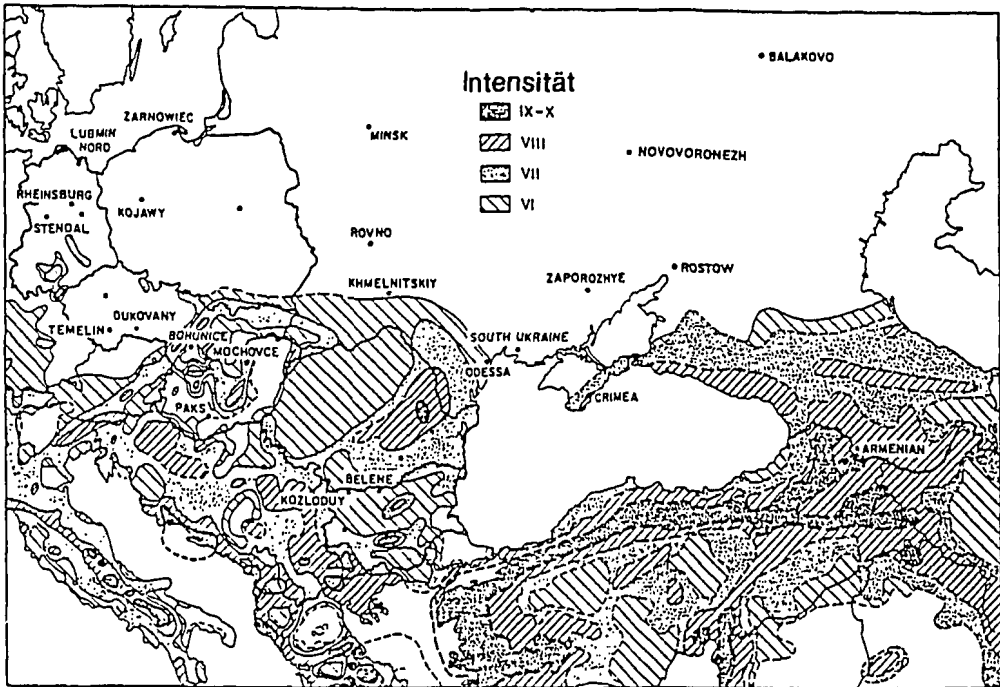 BALAKOVO
Intensität
IX-X
VIII
VII
VI
ŻARNOWIEC
LUBMIN
NORD
MINSK
NOVOVORONEZH
RHEINSBURG
KOJAWY
STENDAL
ROVNO
ROSTOW
ZAPOROZHYE
KHMELNITSKIY
TEMELIN
DUKOVANY
BOHUNICE
MOCHOVCE
SOUTH UKRAINE
ODESSA
PAKS
CRIMEA
ARMENIAN
BELENE
KOZLODUY